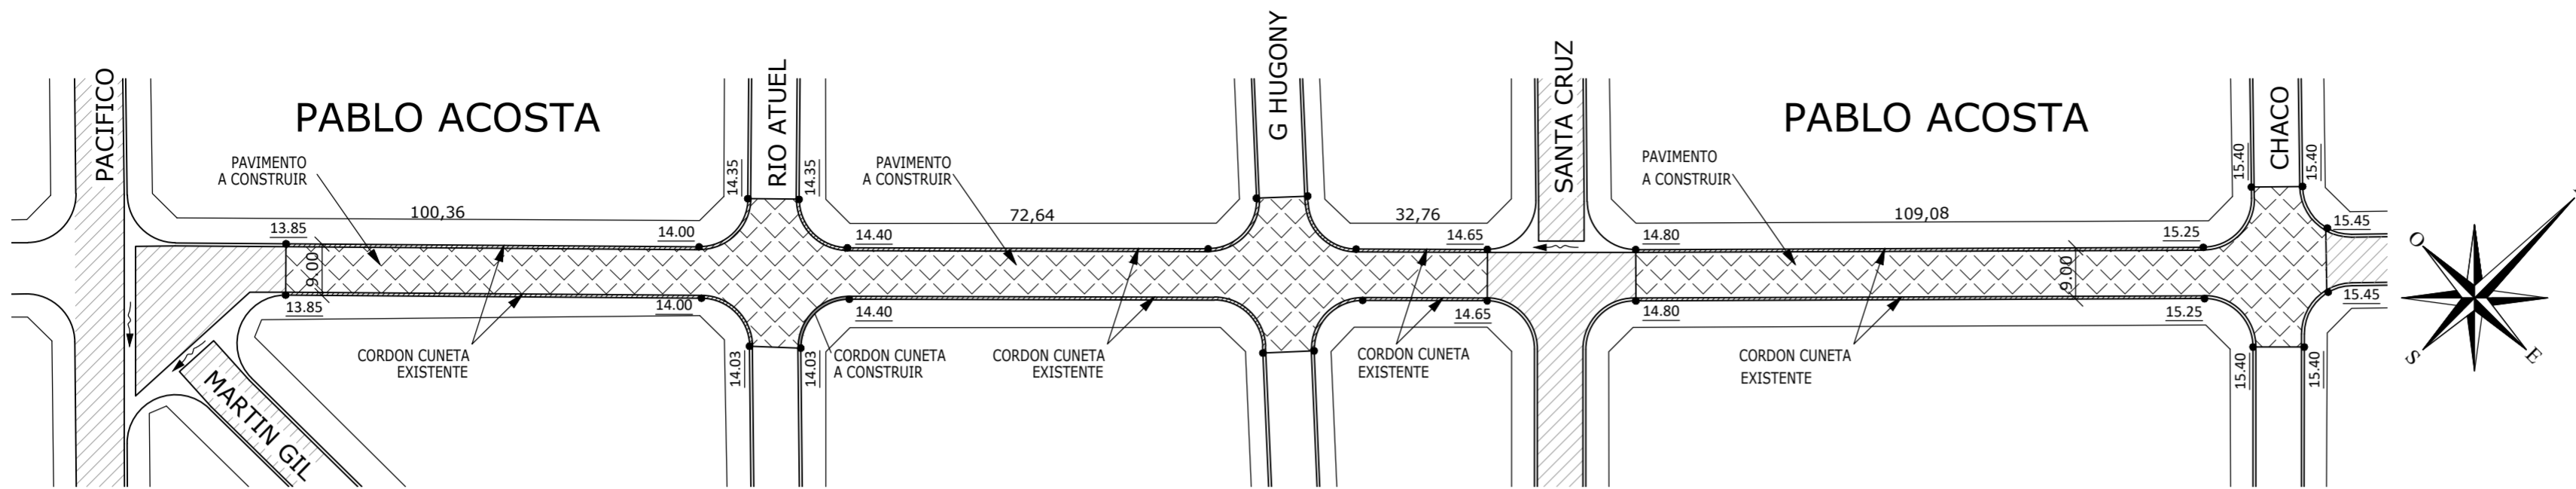 PACIFICO
PABLO ACOSTA
RIO ATUEL
G HUGONY
SANTA CRUZ
PABLO ACOSTA
CHACO
PAVIMENTO
A CONSTRUIR
14.35
14.35
PAVIMENTO
A CONSTRUIR
PAVIMENTO
A CONSTRUIR
15.40
15.40
100,36
72,64
32,76
109,08
13.85
14.00
14.40
14.65
14.80
15.25
15.45
9.00
9.00
13.85
14.00
14.40
14.65
14.80
15.25
15.45
O
S
E
CORDON CUNETA
EXISTENTE
14.03
14.03
CORDON CUNETA
A CONSTRUIR
CORDON CUNETA
EXISTENTE
CORDON CUNETA
EXISTENTE
CORDON CUNETA
EXISTENTE
15.40
15.40
MARTIN GIL